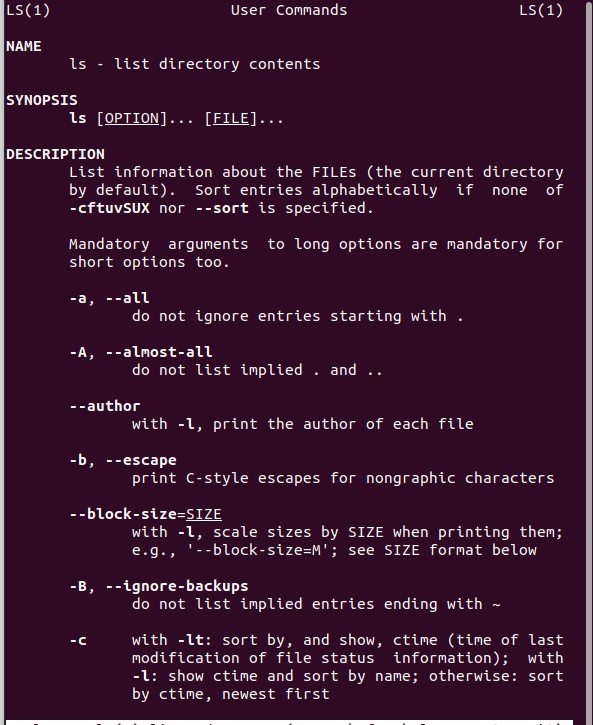 LS(1) User Commands LS(1)
NAME
ls - list directory contents
SYNOPSIS
ls [OPTION]... [FILE]...
DESCRIPTION
List information about the FILEs (the current directory
by default). Sort entries alphabetically if none of
-cftuvSUX nor --sort is specified.
Mandatory arguments to long options are mandatory for
short options too.
-a, --all
do not ignore entries starting with .
-A, --almost-all
do not list implied . and ..
--author
with -l, print the author of each file
-b, --escape
print C-style escapes for nongraphic characters
--block-size=SIZE
with -l, scale sizes by SIZE when printing them;
e.g., '--block-size=M'; see SIZE format below
-B, --ignore-backups
do not list implied entries ending with ~
-c with -lt: sort by, and show, ctime (time of last
modification of file status information); with
-l: show ctime and sort by name; otherwise: sort
by ctime, newest first